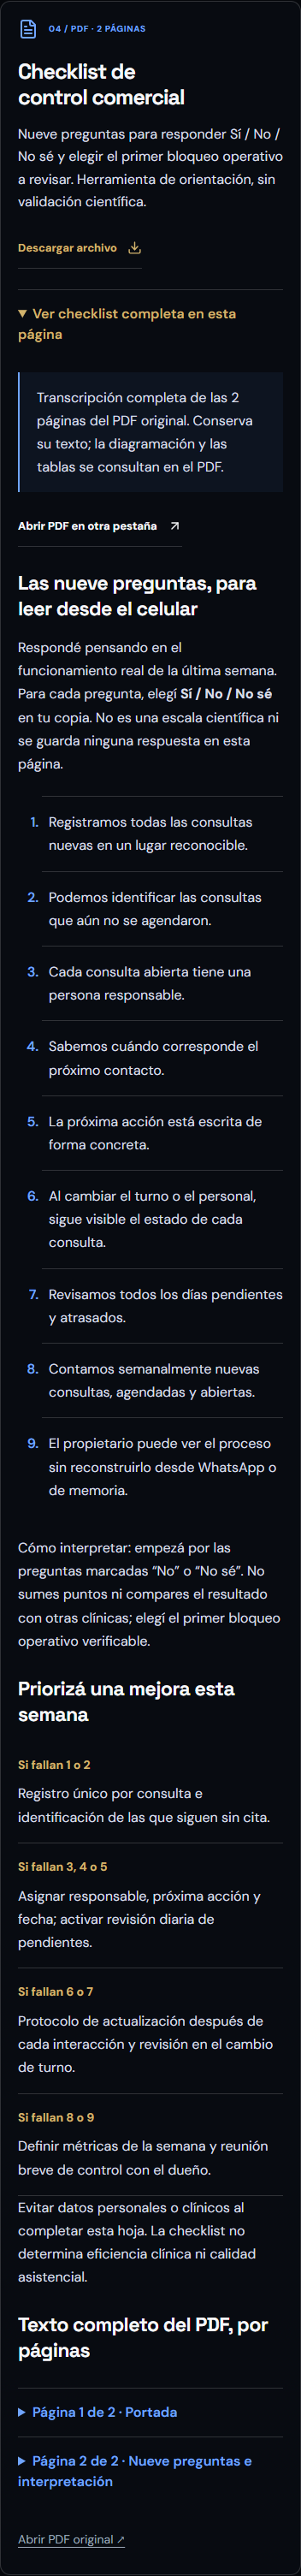 04 / PDF · 2 PÁGINAS
Checklist de
control comercial
Nueve preguntas para responder Sí / No /
No sé y elegir el primer bloqueo operativo
a revisar. Herramienta de orientación, sin
validación científica.
Descargar archivo
▼ Ver checklist completa en esta
página
Transcripción completa de las 2
páginas del PDF original. Conserva
su texto; la diagramación y las
tablas se consultan en el PDF.
Abrir PDF en otra pestaña ↗
Las nueve preguntas, para
leer desde el celular
Respondé pensando en el
funcionamiento real de la última semana.
Para cada pregunta, elegí Sí / No / No sé
en tu copia. No es una escala científica ni
se guarda ninguna respuesta en esta
página.
1. Registramos todas las consultas
nuevas en un lugar reconocible.
2. Podemos identificar las consultas
que aún no se agendaron.
3. Cada consulta abierta tiene una
persona responsable.
4. Sabemos cuándo corresponde el
próximo contacto.
5. La próxima acción está escrita de
forma concreta.
6. Al cambiar el turno o el personal,
sigue visible el estado de cada
consulta.
7. Revisamos todos los días pendientes
y atrasados.
8. Contamos semanalmente nuevas
consultas, agendadas y abiertas.
9. El propietario puede ver el proceso
sin reconstruirlo desde WhatsApp o
de memoria.
Cómo interpretar: empezá por las
preguntas marcadas “No” o “No sé”. No
sumes puntos ni compares el resultado
con otras clínicas; elegí el primer bloqueo
operativo verificable.
Priorizá una mejora esta
semana
Si fallan 1 o 2
Registro único por consulta e
identificación de las que siguen sin cita.
Si fallan 3, 4 o 5
Asignar responsable, próxima acción y
fecha; activar revisión diaria de
pendientes.
Si fallan 6 o 7
Protocolo de actualización después de
cada interacción y revisión en el cambio
de turno.
Si fallan 8 o 9
Definir métricas de la semana y reunión
breve de control con el dueño.
Evitar datos personales o clínicos al
completar esta hoja. La checklist no
determina eficiencia clínica ni calidad
asistencial.
Texto completo del PDF, por
páginas
▶ Página 1 de 2 · Portada
▶ Página 2 de 2 · Nueve preguntas e
interpretación
Abrir PDF original ↗